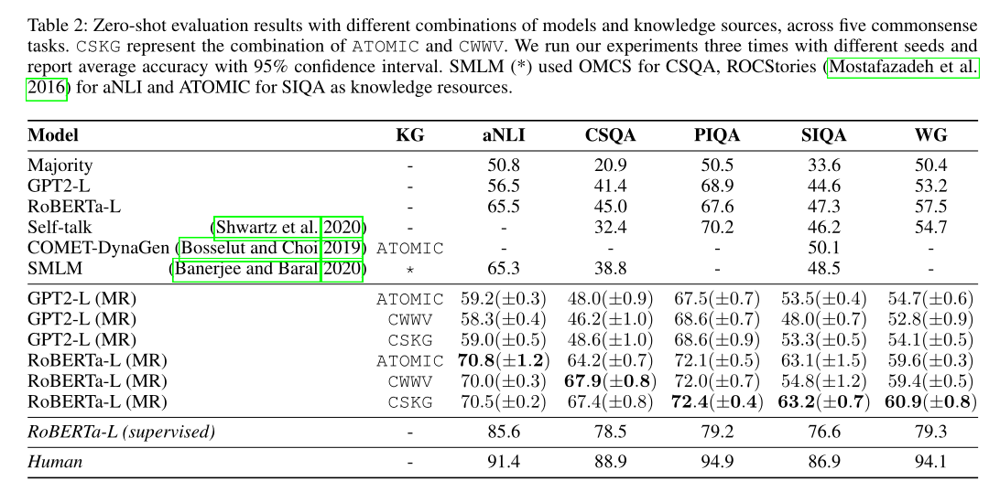 Table 2: Zero-shot evaluation results with different combinations of models and knowledge sources, across five commonsense
tasks. CSKG represent the combination of ATOMIC and CWWV. We run our experiments three times with different seeds and
report average accuracy with 95% confidence interval. SMLM (*) used OMCS for CSQA, ROCStories (Mostafazadeh et al.
2016) for aNLI and ATOMIC for SIQA as knowledge resources.
Model KG aNLI CSQA PIQA SIQA WG
Majority - 50.8 20.9 50.5 33.6 50.4
GPT2-L - 56.5 41.4 68.9 44.6 53.2
RoBERTa-L - 65.5 45.0 67.6 47.3 57.5
Self-talk (Shwartz et al. 2020) - - 32.4 70.2 46.2 54.7
COMET-DynaGen (Bosselut and Choi 2019) ATOMIC - - - 50.1 -
SMLM (Banerjee and Baral 2020) * 65.3 38.8 - 48.5 -
GPT2-L (MR) ATOMIC 59.2(±0.3) 48.0(±0.9) 67.5(±0.7) 53.5(±0.4) 54.7(±0.6)
GPT2-L (MR) CWWV 58.3(±0.4) 46.2(±1.0) 68.6(±0.7) 48.0(±0.7) 52.8(±0.9)
GPT2-L (MR) CSKG 59.0(±0.5) 48.6(±1.0) 68.6(±0.9) 53.3(±0.5) 54.1(±0.5)
RoBERTa-L (MR) ATOMIC 70.8(±1.2) 64.2(±0.7) 72.1(±0.5) 63.1(±1.5) 59.6(±0.3)
RoBERTa-L (MR) CWWV 70.0(±0.3) 67.9(±0.8) 72.0(±0.7) 54.8(±1.2) 59.4(±0.5)
RoBERTa-L (MR) CSKG 70.5(±0.2) 67.4(±0.8) 72.4(±0.4) 63.2(±0.7) 60.9(±0.8)
RoBERTa-L (supervised) - 85.6 78.5 79.2 76.6 79.3
Human - 91.4 88.9 94.9 86.9 94.1